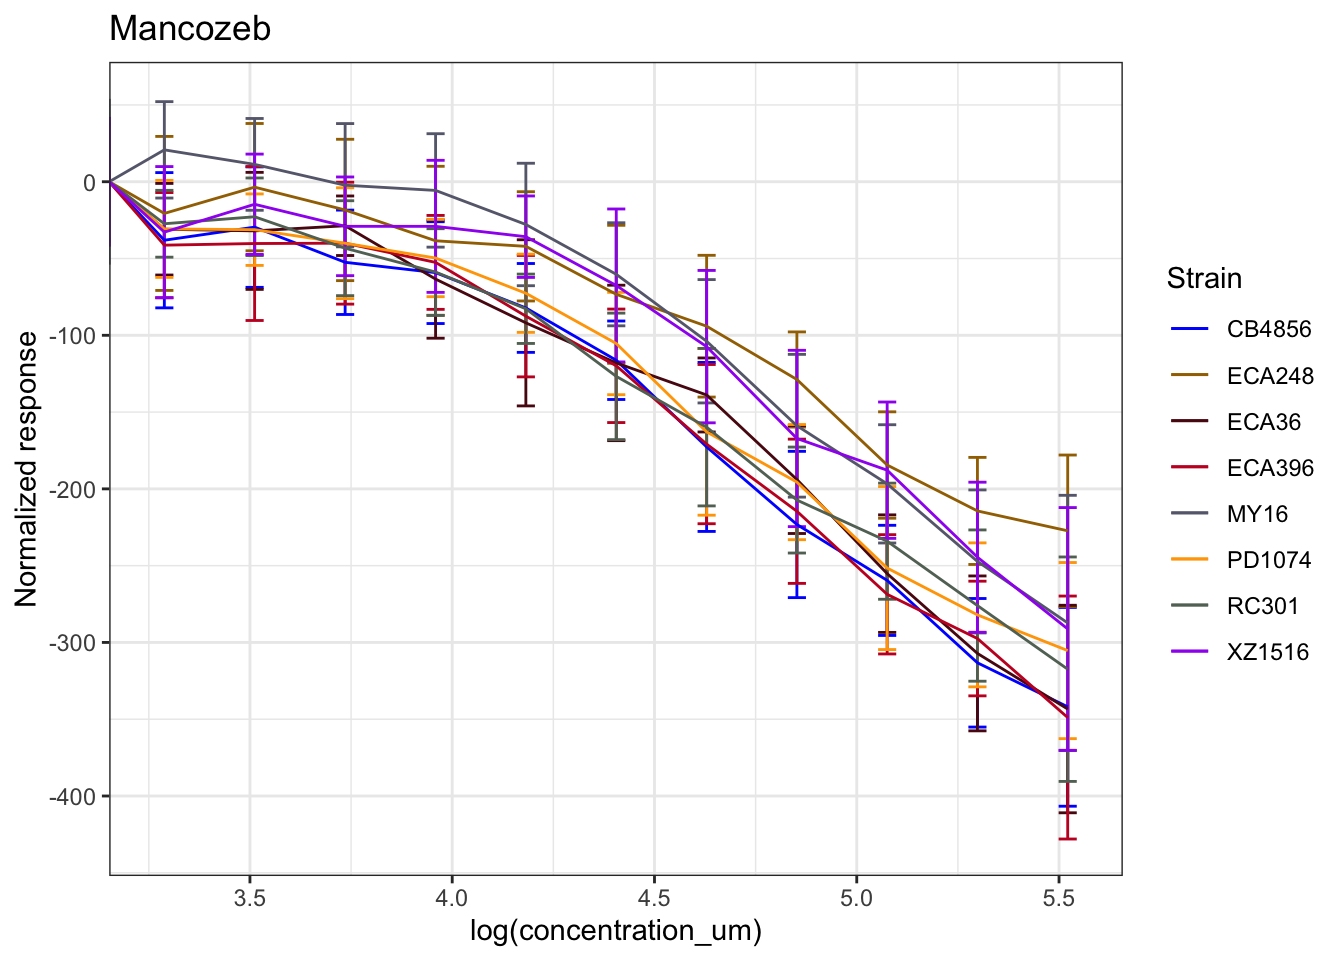 Mancozeb
Normalized response
0
-100
-200
-300
-400
3.5
4.0
4.5
5.0
5.5
log(concentration_um)
Strain
CB4856
ECA248
ECA36
ECA396
MY16
PD1074
RC301
XZ1516